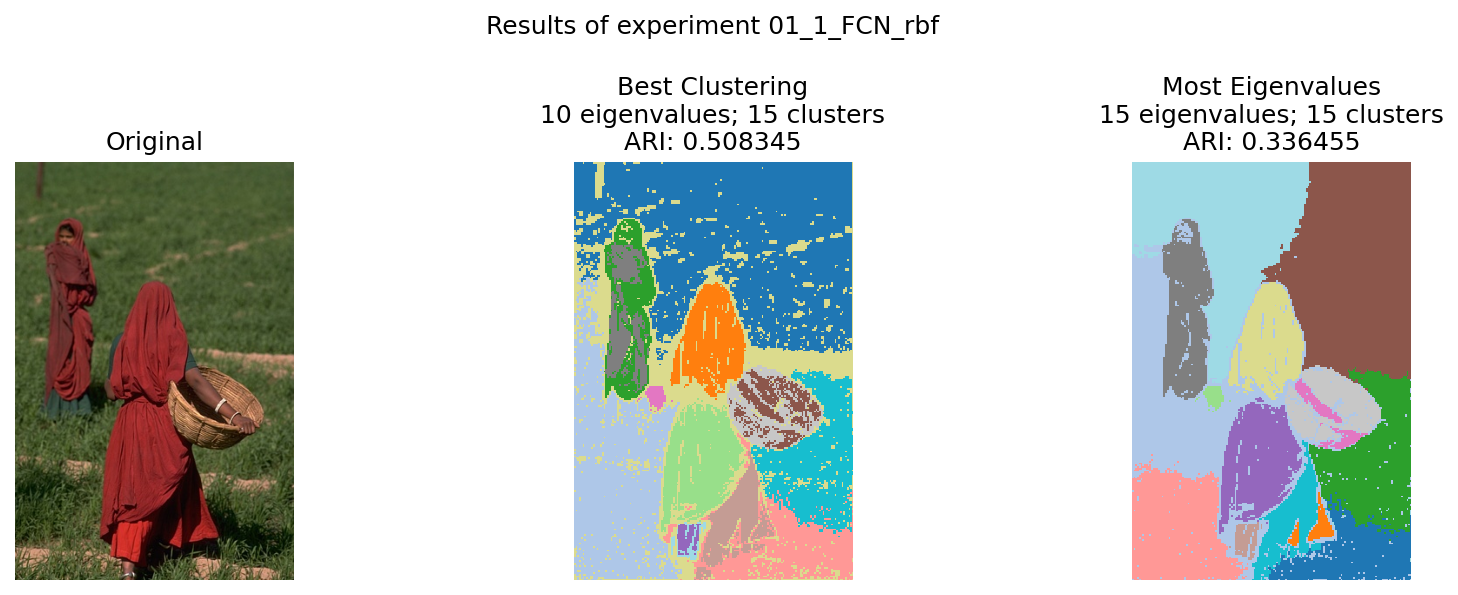 Results of experiment 01_1_FCN_rbf
Original
Best Clustering
10 eigenvalues; 15 clusters
ARI: 0.508345
Most Eigenvalues
15 eigenvalues; 15 clusters
ARI: 0.336455